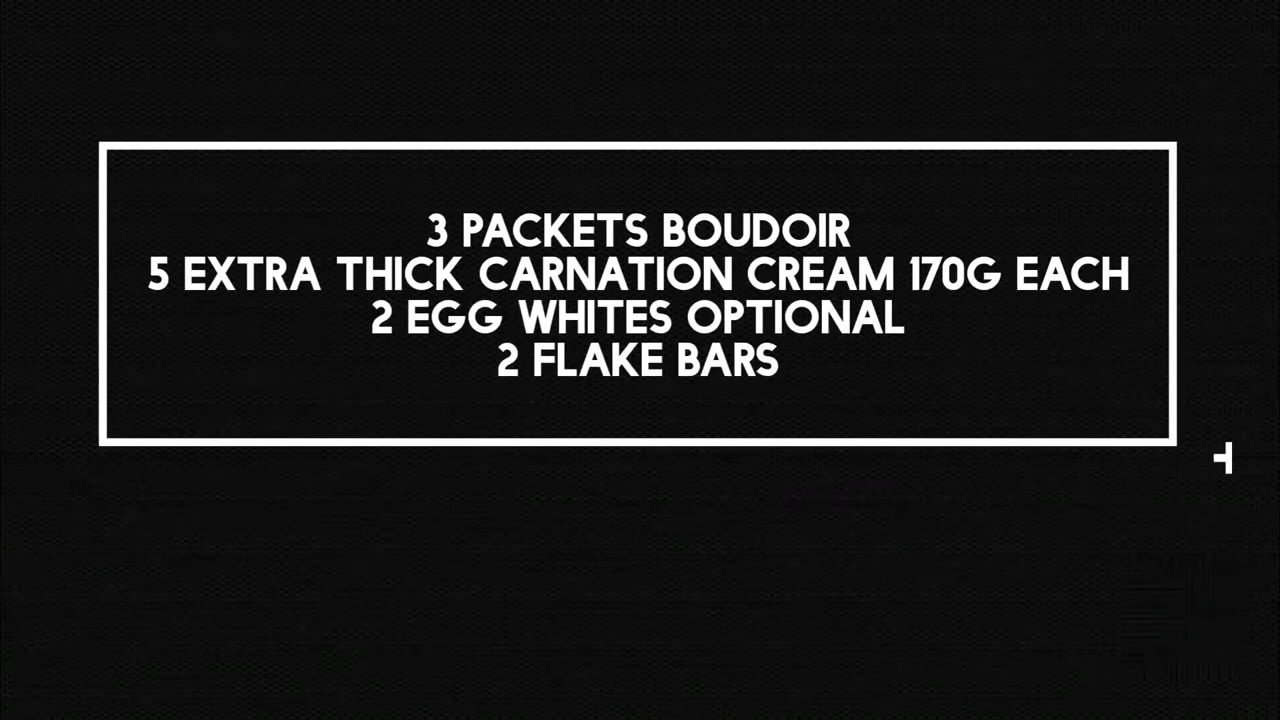 3 PACKETS BOUDOIR
5 EXTRA THICK CARNATION CREAM 170G EACH
2 EGG WHITES OPTIONAL
2 FLAKE BARS